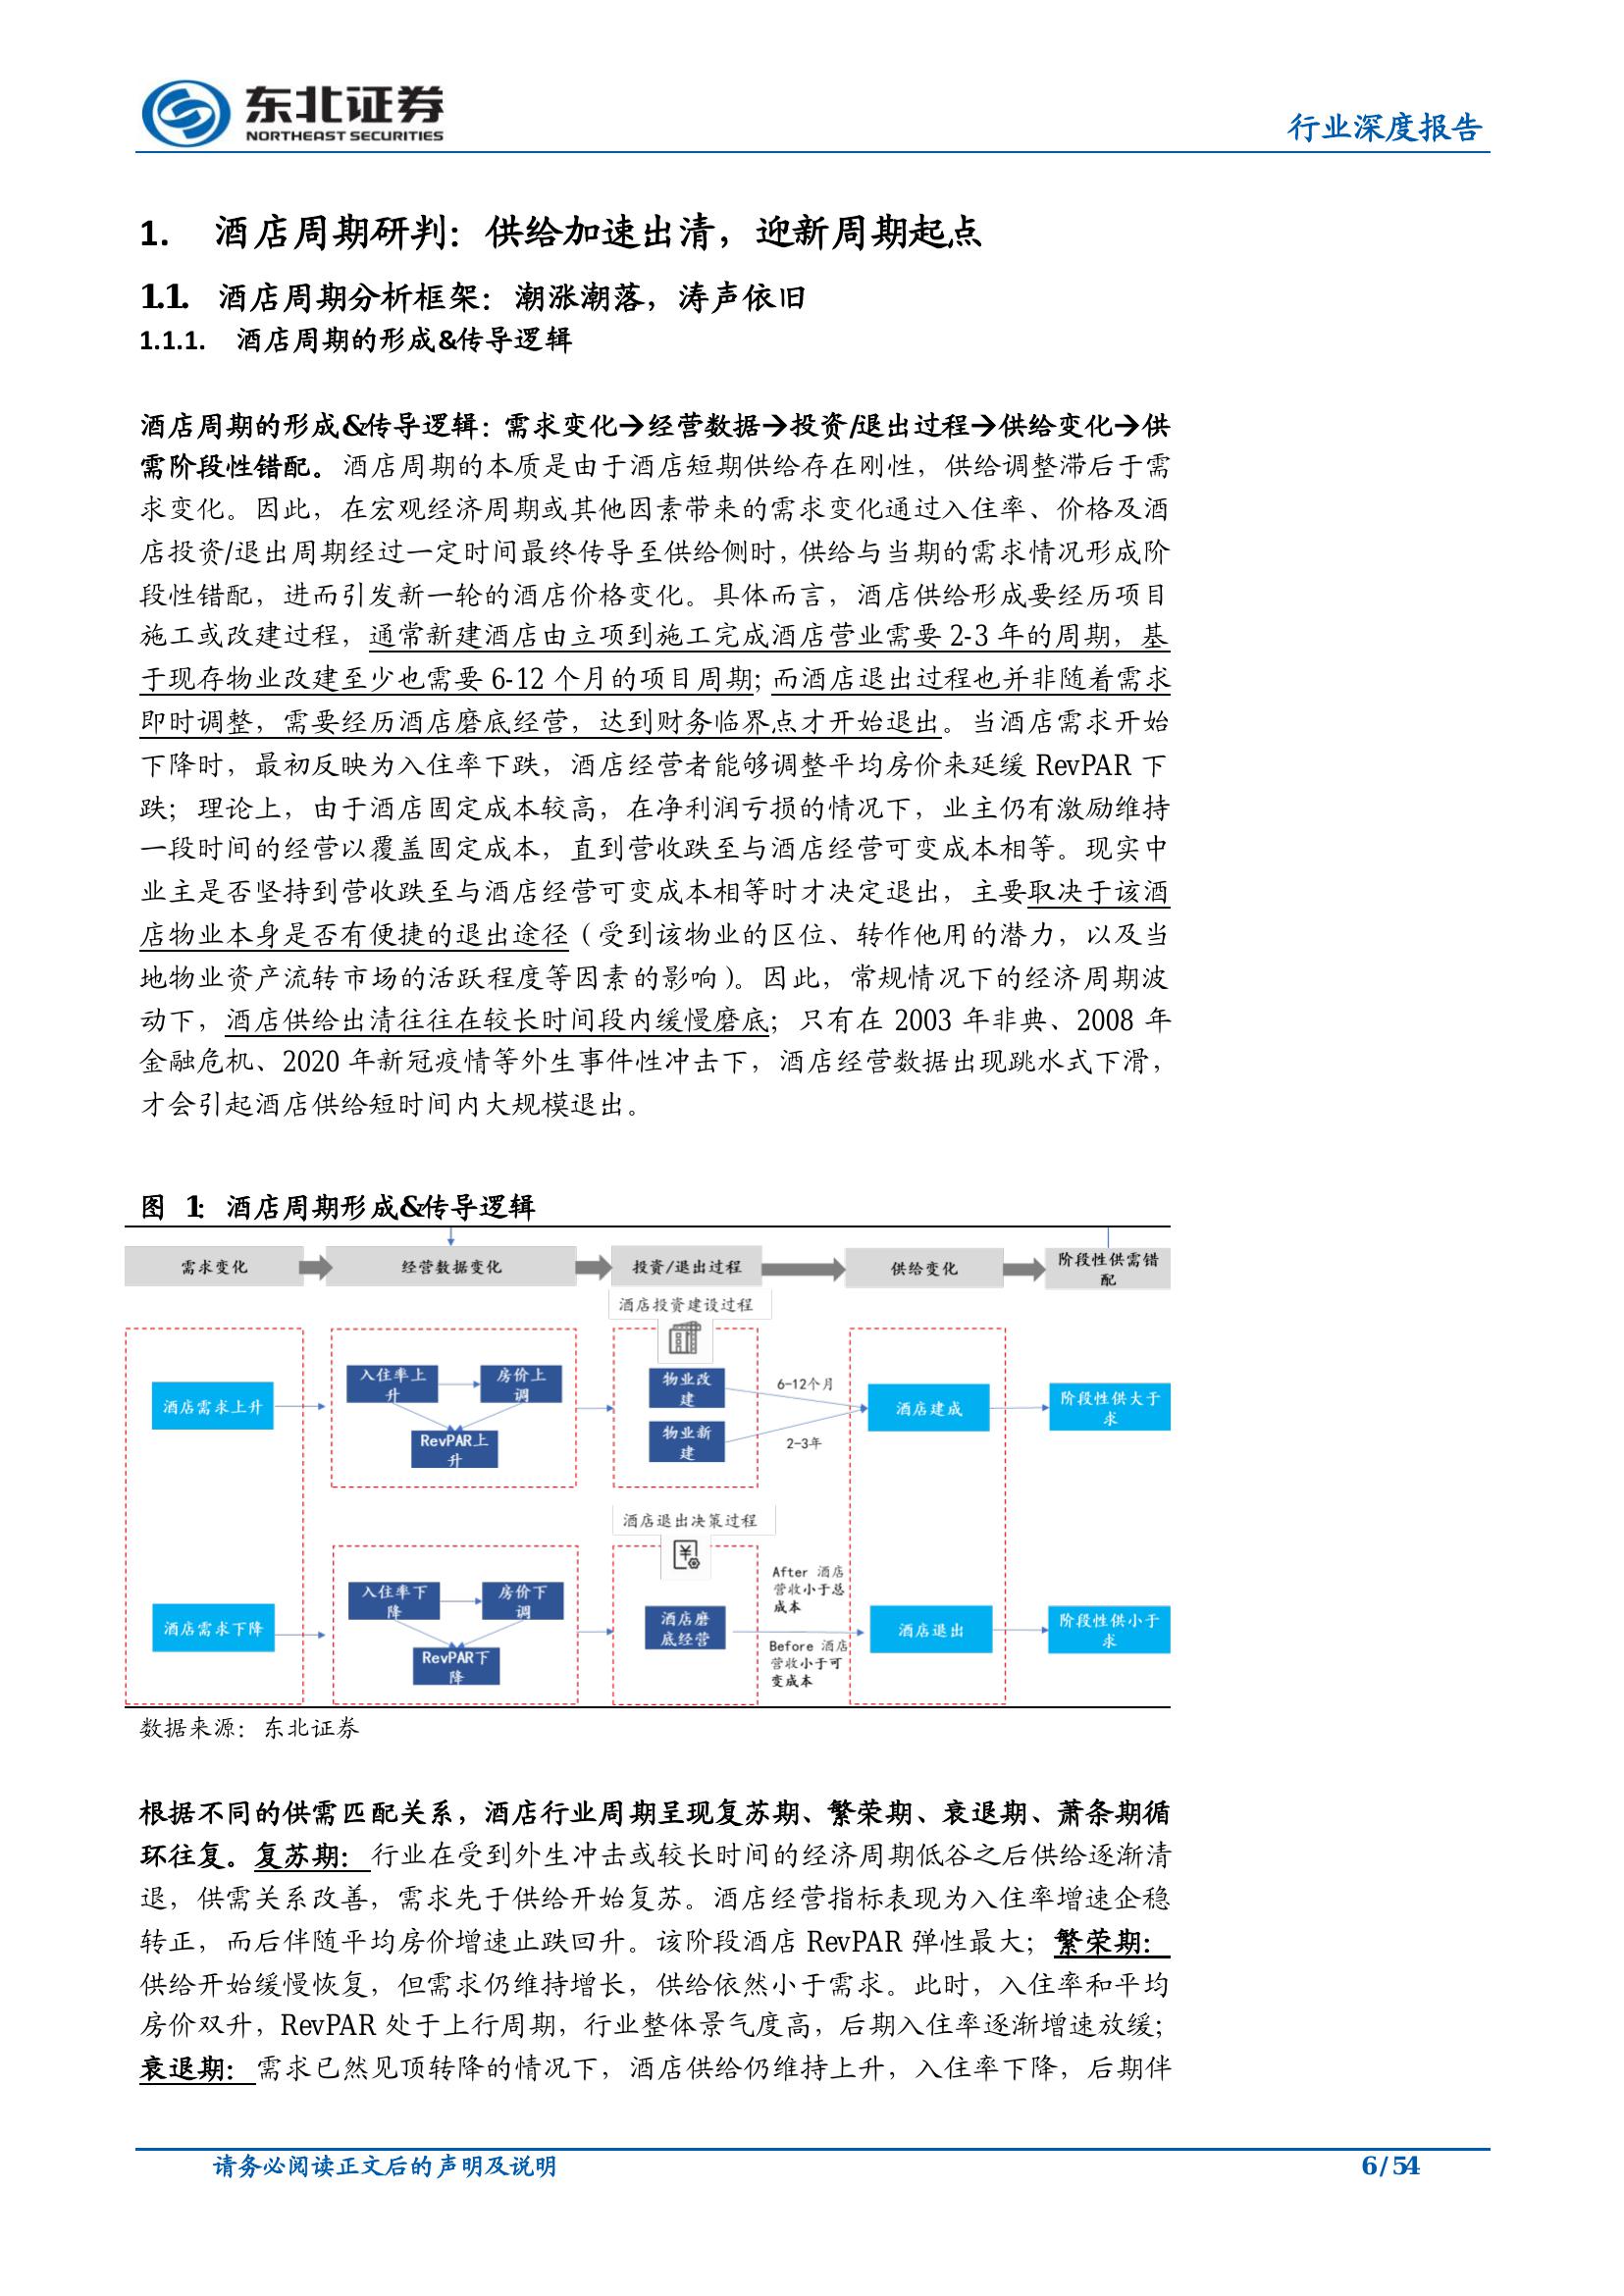 东北证券
NORTHEAST SECURITIES
行业深度报告
1. 酒店周期研判：供给加速出清，迎新周期起点
1.1. 酒店周期分析框架：潮涨潮落，涛声依旧
1.1.1. 酒店周期的形成&传导逻辑
酒店周期的形成&传导逻辑：需求变化→经营数据→投资/退出过程→供给变化→供
需阶段性错配。酒店周期的本质是由于酒店短期供给存在刚性，供给调整滞后于需
求变化。因此，在宏观经济周期或其他因素带来的需求变化通过入住率、价格及酒
店投资/退出周期经过一定时间最终传导至供给侧时，供给与当期的需求情况形成阶
段性错配，进而引发新一轮的酒店价格变化。具体而言，酒店供给形成要经历项目
施工或改建过程，通常新建酒店由立项到施工完成酒店营业需要 2-3 年的周期，基
于现存物业改建至少也需要 6-12 个月的项目周期；而酒店退出过程也并非随着需求
即时调整，需要经历酒店磨底经营，达到财务临界点才开始退出。当酒店需求开始
下降时，最初反映为入住率下跌，酒店经营者能够调整平均房价来延缓 RevPAR 下
跌；理论上，由于酒店固定成本较高，在净利润亏损的情况下，业主仍有激励维持
一段时间的经营以覆盖固定成本，直到营收跌至与酒店经营可变成本相等。现实中
业主是否坚持到营收跌至与酒店经营可变成本相等时才决定退出，主要取决于该酒
店物业本身是否有便捷的退出途径（受到该物业的区位、转作他用的潜力，以及当
地物业资产流转市场的活跃程度等因素的影响）。因此，常规情况下的经济周期波
动下，酒店供给出清往往在较长时间段内缓慢磨底；只有在 2003 年非典、2008 年
金融危机、2020 年新冠疫情等外生事件性冲击下，酒店经营数据出现跳水式下滑，
才会引起酒店供给短时间内大规模退出。
图 1：酒店周期形成&传导逻辑
需求变化
经营数据变化
投资/退出过程
供给变化
阶段性供需错
配
酒店投资建设过程
酒店需求上升
入住率上
升
房价上
调
RevPAR上
升
物业改
建
物业新
建
6-12个月
2-3年
酒店建成
阶段性供大于
求
酒店退出决策过程
酒店需求下降
入住率下
降
房价下
调
RevPAR下
降
酒店磨
底经营
After 酒店
营收小于总
成本
Before 酒店
营收小于可
变成本
酒店退出
阶段性供小于
求
数据来源：东北证券
根据不同的供需匹配关系，酒店行业周期呈现复苏期、繁荣期、衰退期、萧条期循
环往复。复苏期：行业在受到外生冲击或较长时间的经济周期低谷之后供给逐渐清
退，供需关系改善，需求先于供给开始复苏。酒店经营指标表现为入住率增速企稳
转正，而后伴随平均房价增速止跌回升。该阶段酒店 RevPAR 弹性最大；繁荣期：
供给开始缓慢恢复，但需求仍维持增长，供给依然小于需求。此时，入住率和平均
房价双升，RevPAR 处于上行周期，行业整体景气度高，后期入住率逐渐增速放缓；
衰退期：需求已然见顶转降的情况下，酒店供给仍维持上升，入住率下降，后期伴
请务必阅读正文后的声明及说明
6 / 54